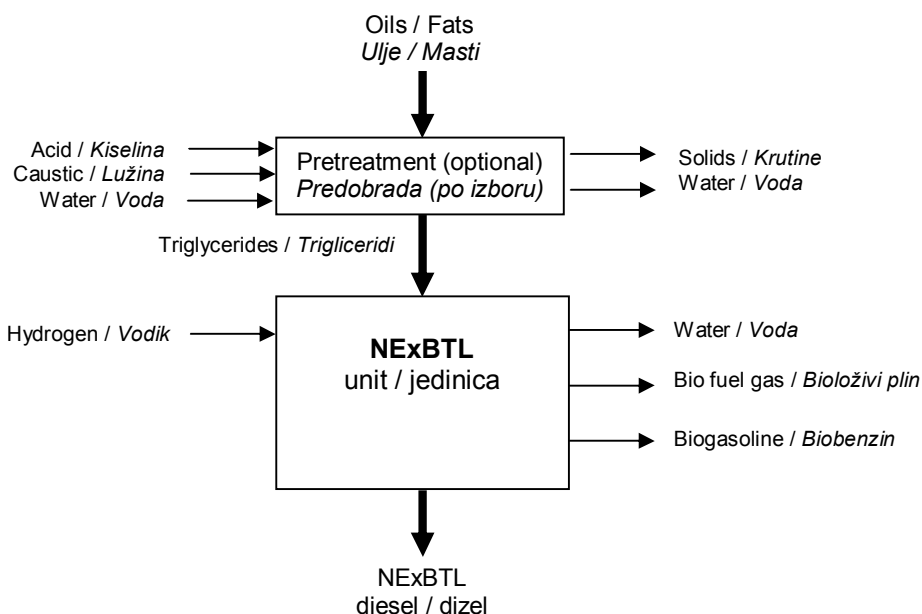 Oils / Fats
Ulje / Masti
Acid / Kiselina
Caustic / Lužina
Water / Voda
Pretreatment (optional)
Predobrada (po izboru)
Solids / Krutine
Water / Voda
Triglycerides / Trigliceridi
Hydrogen / Vodik
NExBTL
unit / jedinica
Water / Voda
Bio fuel gas / Bioloživi plin
Biogasoline / Biobenzin
NExBTL
diesel / dizel